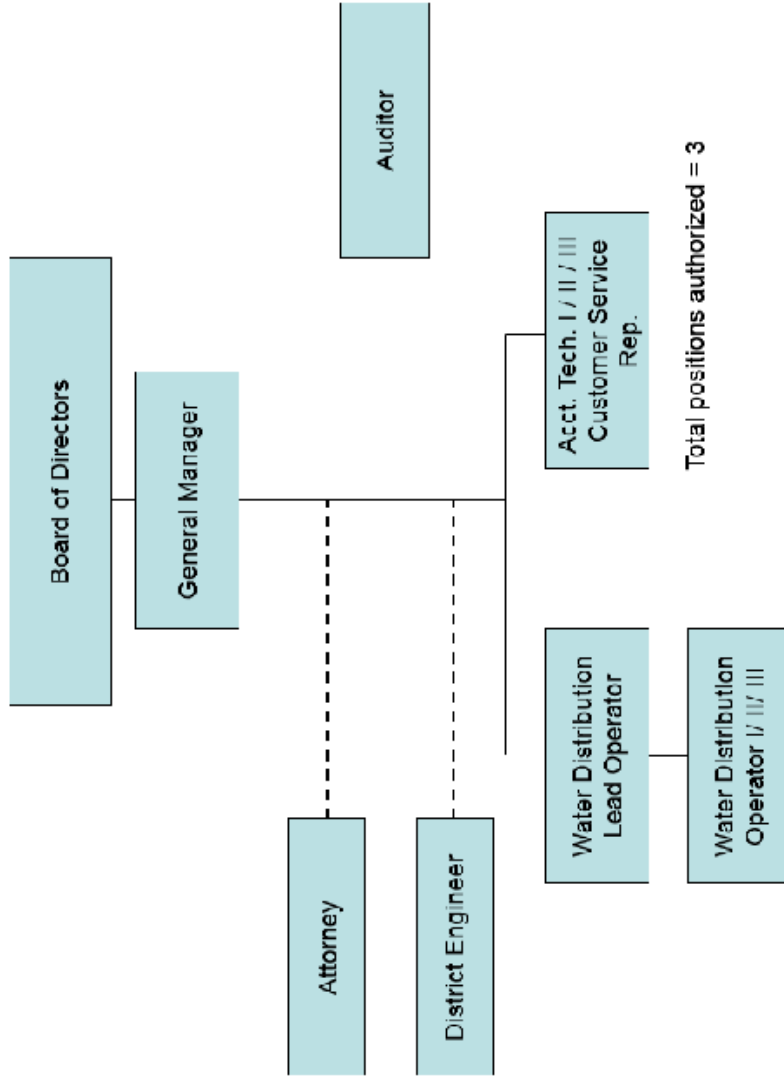 Board of Directors
General Manager
Auditor
Attorney
District Engineer
Water Distribution
Lead Operator
Acct. Tech. I / II / III
Customer Service
Rep.
Water Distribution
Operator I/ II/ III
Total positions authorized = 3